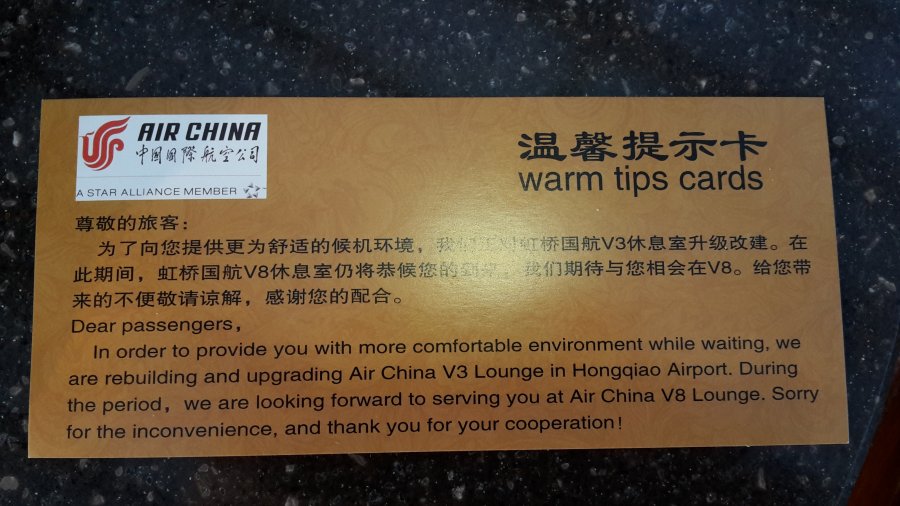 AIR CHINA
中国国際航空公司
A STAR ALLIANCE MEMBER
温馨提示卡
warm tips cards
尊敬的旅客：
为了向您提供更为舒适的候机环境，我们 对虹桥国航V3休息室升级改建。在
此期间，虹桥国航V8休息室仍将恭候您的到来。我们期待与您相会在V8。给您带
来的不便敬请谅解，感谢您的配合。
Dear passengers,
In order to provide you with more comfortable environment while waiting, we
are rebuilding and upgrading Air China V3 Lounge in Hongqiao Airport. During
the period，we are looking forward to serving you at Air China V8 Lounge. Sorry
for the inconvenience, and thank you for your cooperation!